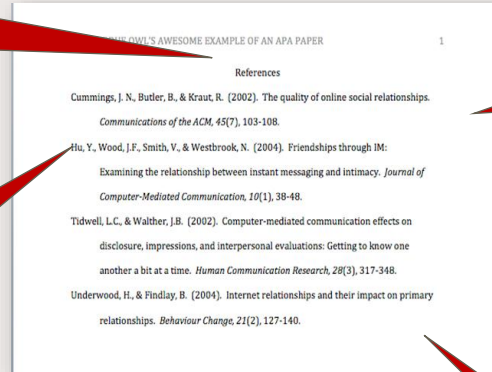 OWL'S AWESOME EXAMPLE OF AN APA PAPER 1
References
Cummings, J. N., Butler, B., & Kraut, R. (2002). The quality of online social relationships.
Communications of the ACM, 45(7), 103-108.
Hu, Y., Wood, J.F., Smith, V., & Westbrook, N. (2004). Friendships through IM:
Examining the relationship between instant messaging and intimacy. Journal of
Computer-Mediated Communication, 10(1), 38-48.
Tidwell, L.C., & Walther, J.B. (2002). Computer-mediated communication effects on
disclosure, impressions, and interpersonal evaluations: Getting to know one
another a bit at a time. Human Communication Research, 28(3), 317-348.
Underwood, H., & Findlay, B. (2004). Internet relationships and their impact on primary
relationships. Behaviour Change, 21(2), 127-140.